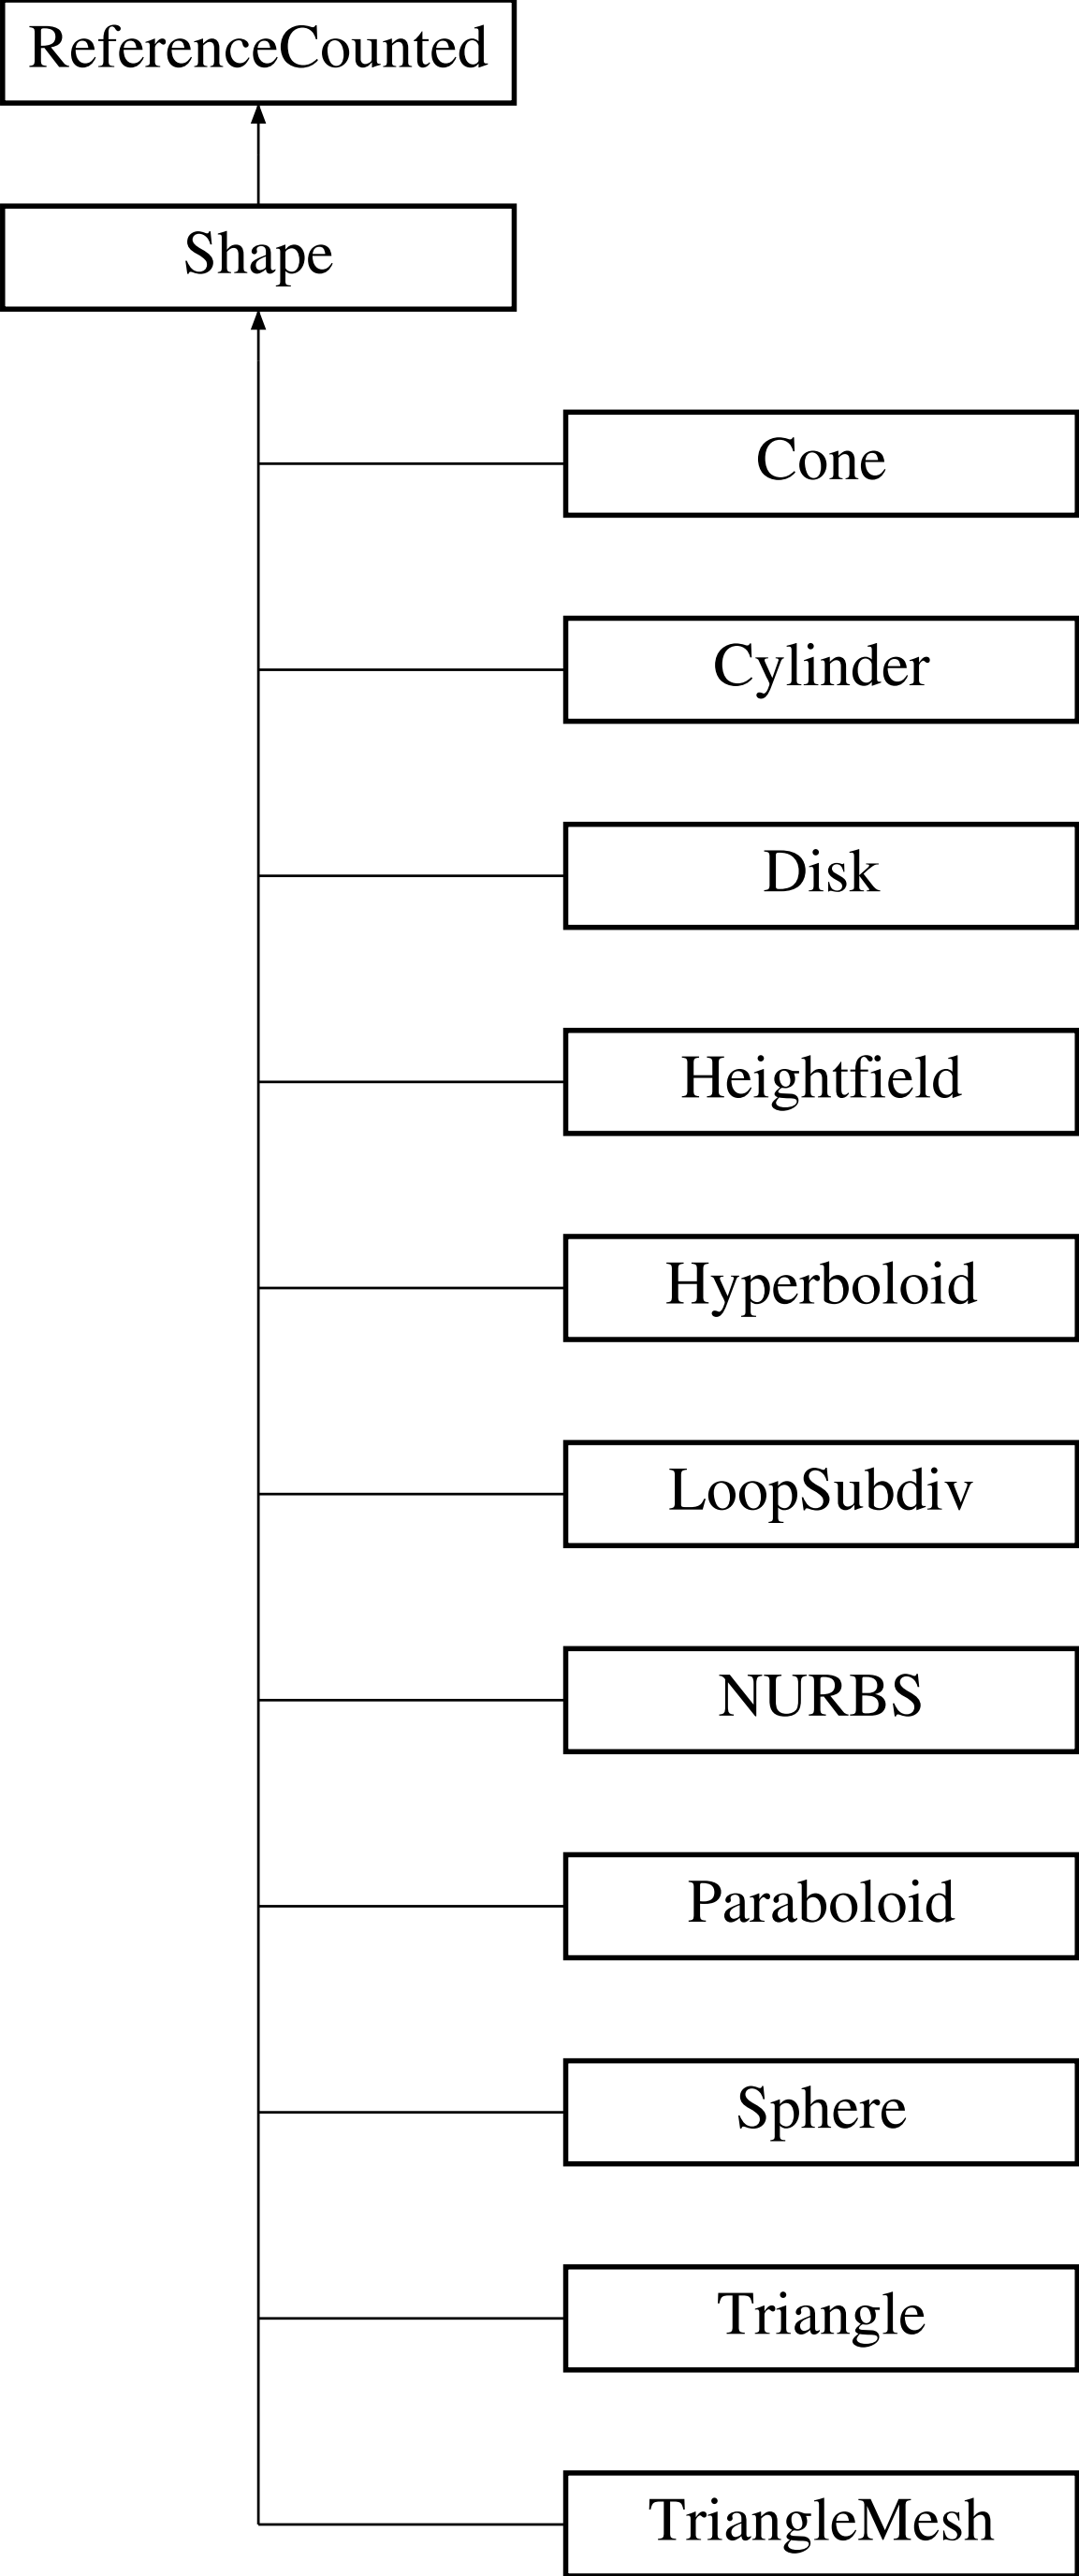 ReferenceCounted
Shape
Cone
Cylinder
Disk
Heightfield
Hyperboloid
LoopSubdiv
NURBS
Paraboloid
Sphere
Triangle
TriangleMesh